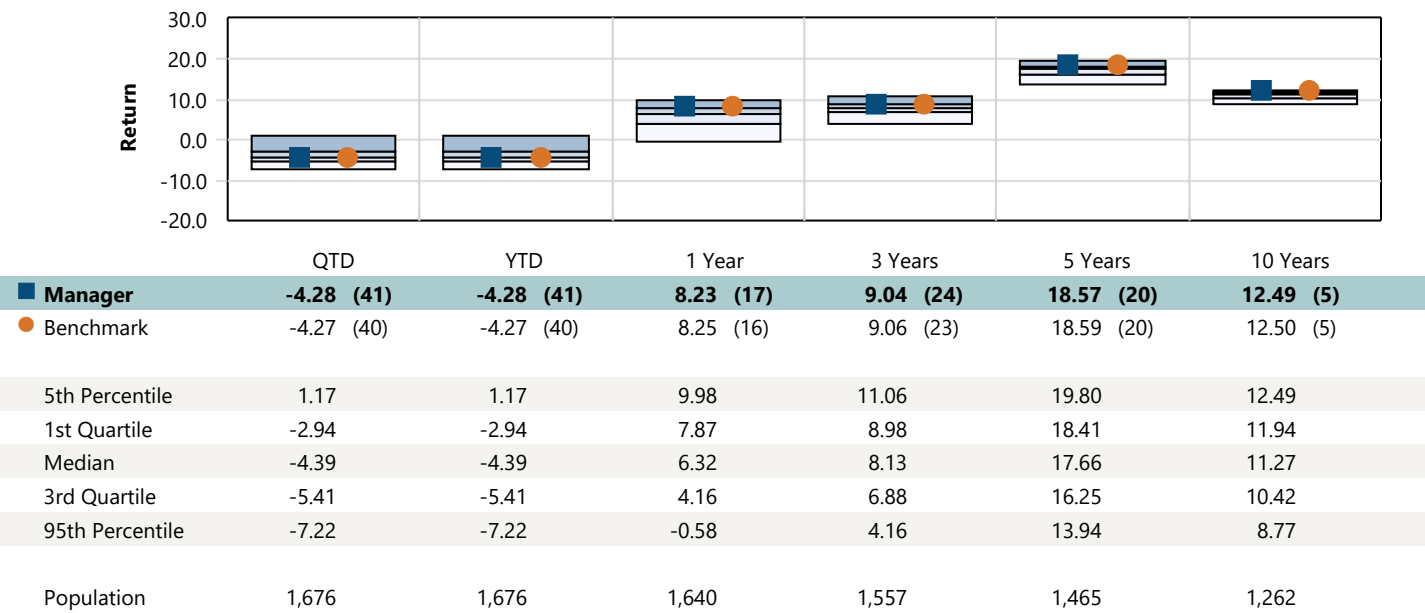 30.0
20.0
10.0
0.0
-10.0
-20.0
Return
QTD YTD 1 Year 3 Years 5 Years 10 Years
Manager -4.28 (41) -4.28 (41) 8.23 (17) 9.04 (24) 18.57 (20) 12.49 (5)
Benchmark -4.27 (40) -4.27 (40) 8.25 (16) 9.06 (23) 18.59 (20) 12.50 (5)
5th Percentile 1.17 1.17 9.98 11.06 19.80 12.49
1st Quartile -2.94 -2.94 7.87 8.98 18.41 11.94
Median -4.39 -4.39 6.32 8.13 17.66 11.27
3rd Quartile -5.41 -5.41 4.16 6.88 16.25 10.42
95th Percentile -7.22 -7.22 -0.58 4.16 13.94 8.77
Population 1,676 1,676 1,640 1,557 1,465 1,262